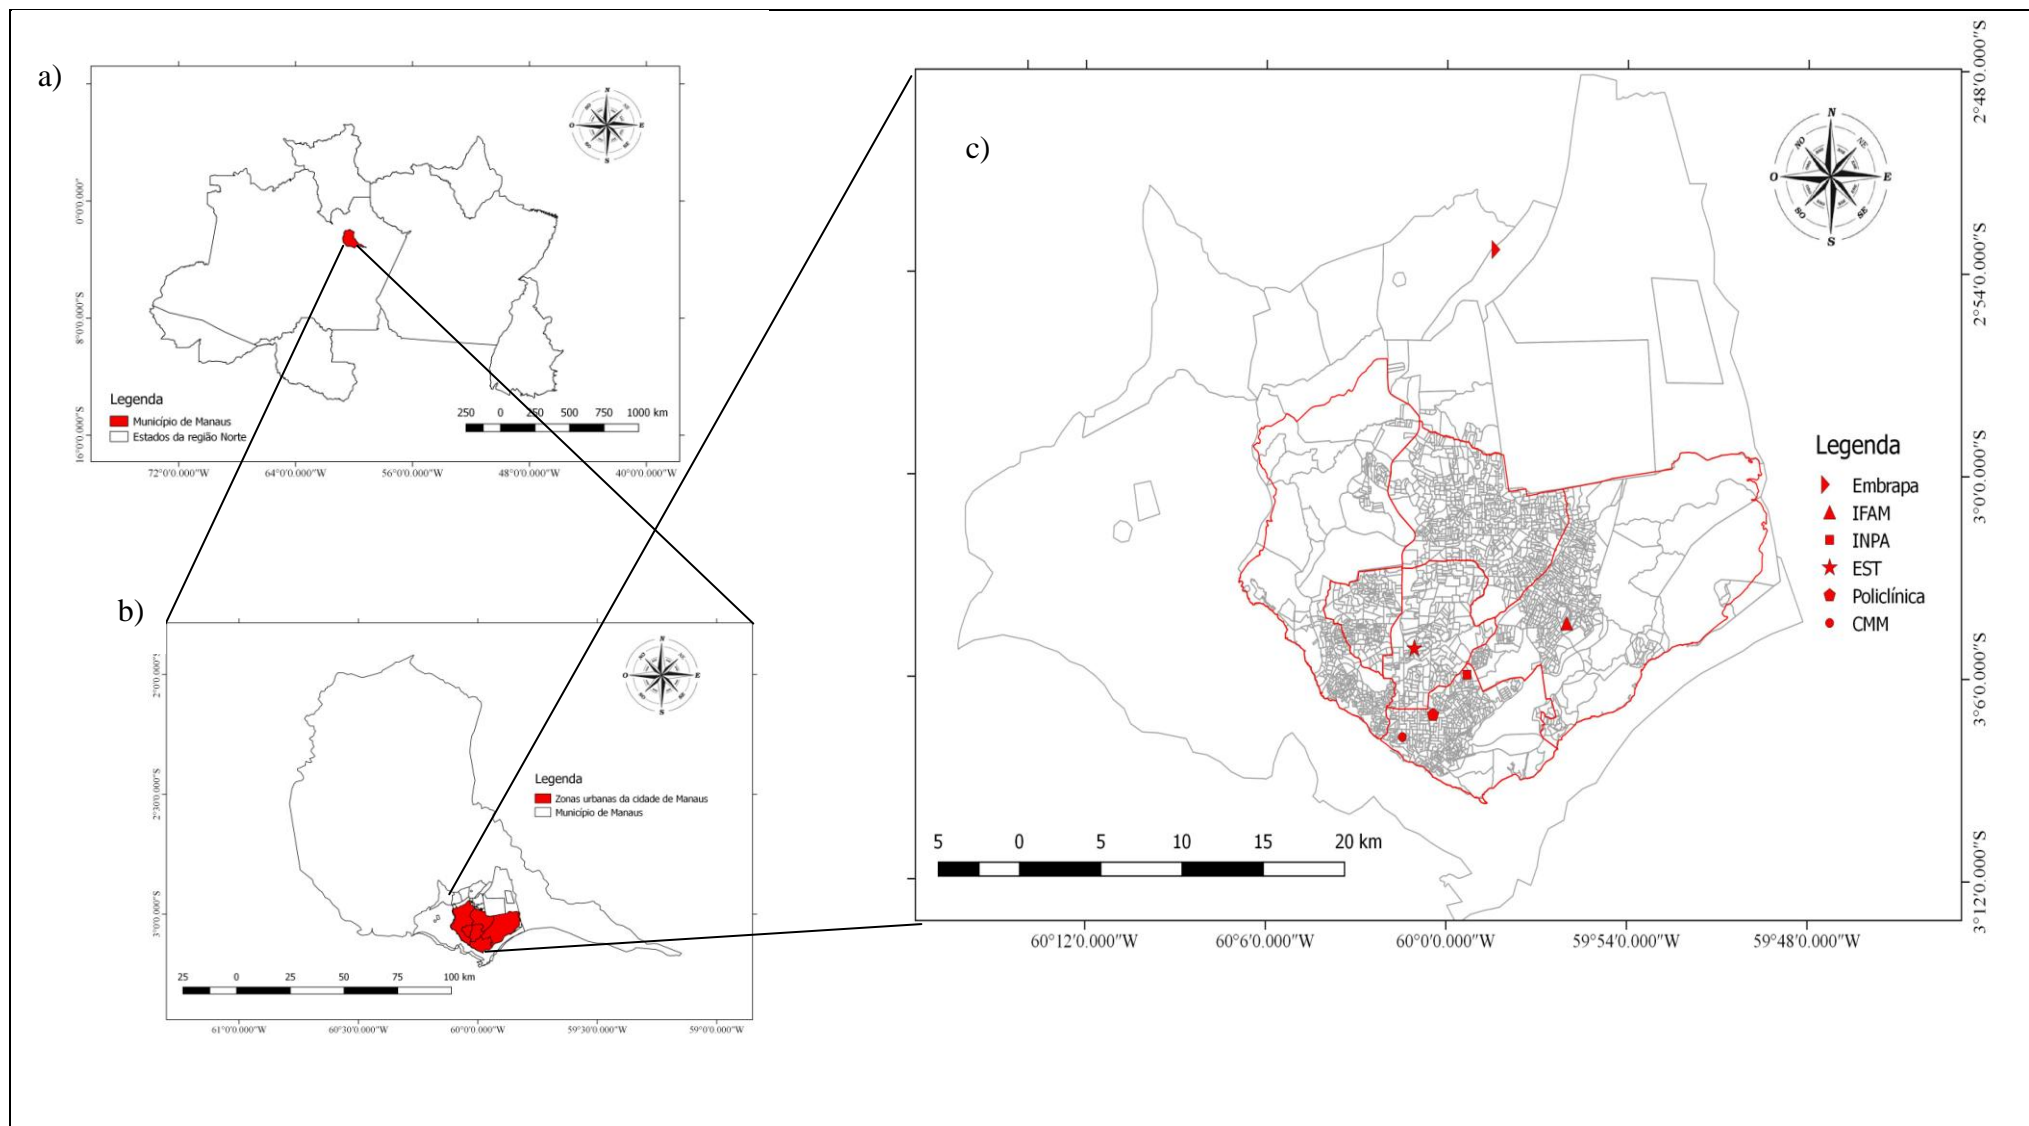 a)
N
NO
NE
O
E
SO
SE
S
0°0'0.000"
8°0'0.000"S
16°0'0.000"S
Legenda
Município de Manaus
Estados da região Norte
250 0 250 500 750 1000 km
72°0'0.000"W 64°0'0.000"W 56°0'0.000"W 48°0'0.000"W 40°0'0.000"W
b)
N
NO
NE
O
E
SO
SE
S
2°0'0.000"S
2°30'0.000"S
3°0'0.000"S
Legenda
Zonas urbanas da cidade de Manaus
Município de Manaus
25 0 25 50 75 100 km
61°0'0.000"W 60°30'0.000"W 60°0'0.000"W 59°30'0.000"W 59°0'0.000"W
c)
N
NO
NE
O
E
SO
SE
S
2°48'0.000"S
2°54'0.000"S
3°0'0.000"S
3°6'0.000"S
3°12'0.000"S
Legenda
Embrapa
IFAM
INPA
EST
Policlínica
CMM
5 0 5 10 15 20 km
60°12'0.000"W 60°6'0.000"W 60°0'0.000"W 59°54'0.000"W 59°48'0.000"W